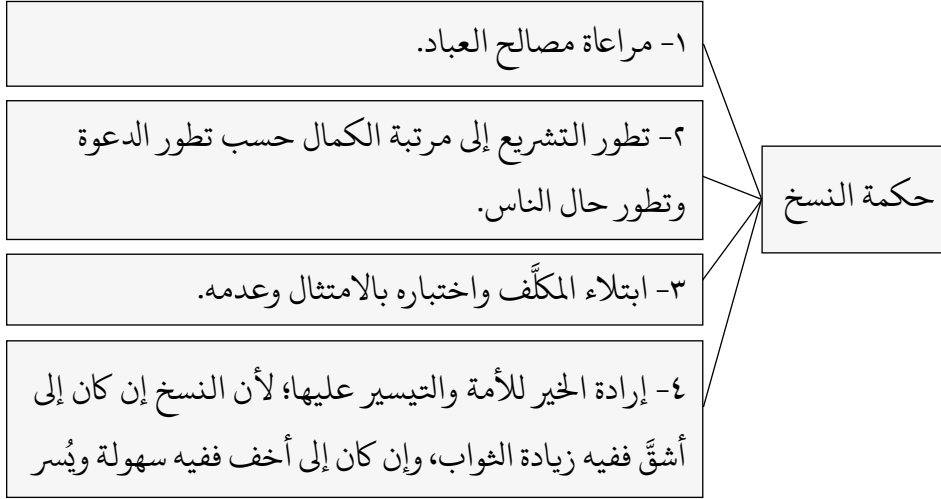 حكمة النسخ
١- مراعاة مصالح العباد.
٢- تطور التشريع إلى مرتبة الكمال حسب تطور الدعوة
وتطور حال الناس.
٣- ابتلاء المكلَّف واختباره بالامتثال وعدمه.
٤- إرادة الخير للأمة والتيسير عليها؛ لأن النسخ إن كان إلى
أشقَّ ففيه زيادة الثواب، وإن كان إلى أخف ففيه سهولة ويُسر